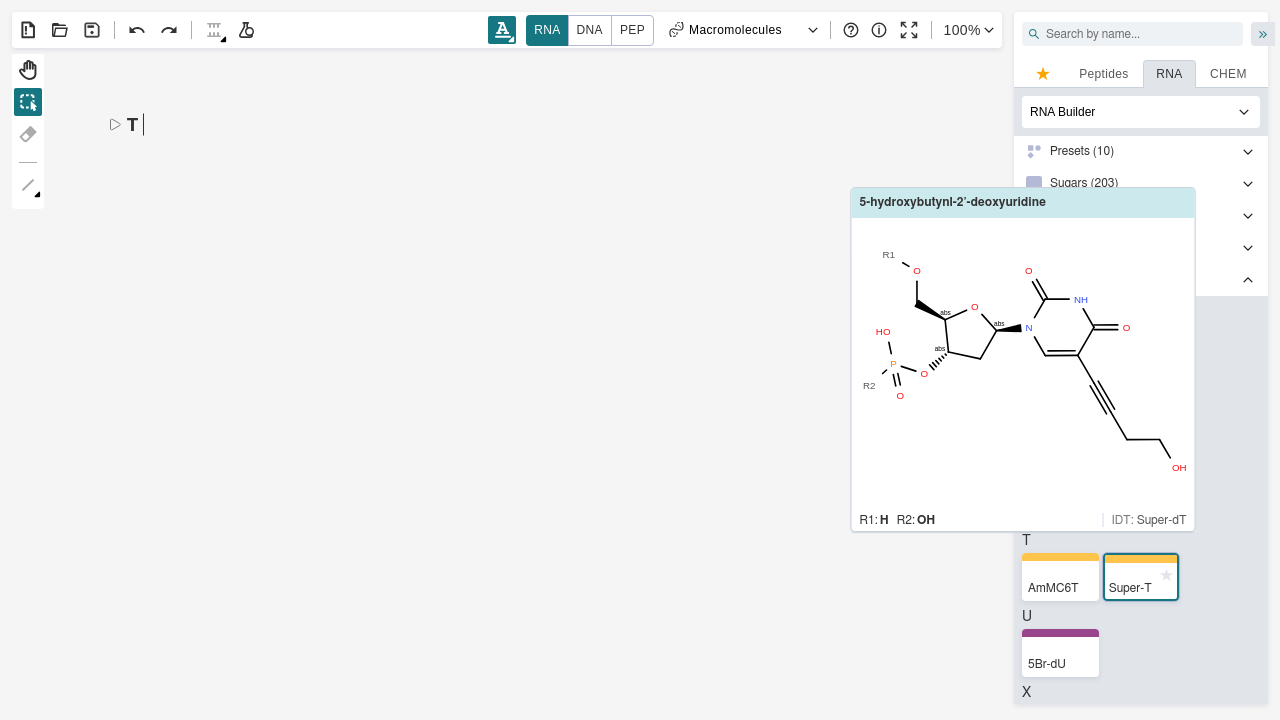 A RNA DNA PEP Macromolecules 100%
Search by name...
Peptides RNA CHEM
T
RNA Builder
Presets (10)
Sugars (203)
5-hydroxybutynl-2'-deoxyuridine
R1
O
O
abs
O
abs
NH
N
O
HO
abs
P
O
R2
O
OH
R1: H R2: OH IDT: Super-dT
T
AmMC6T Super-T
U
5Br-dU
X